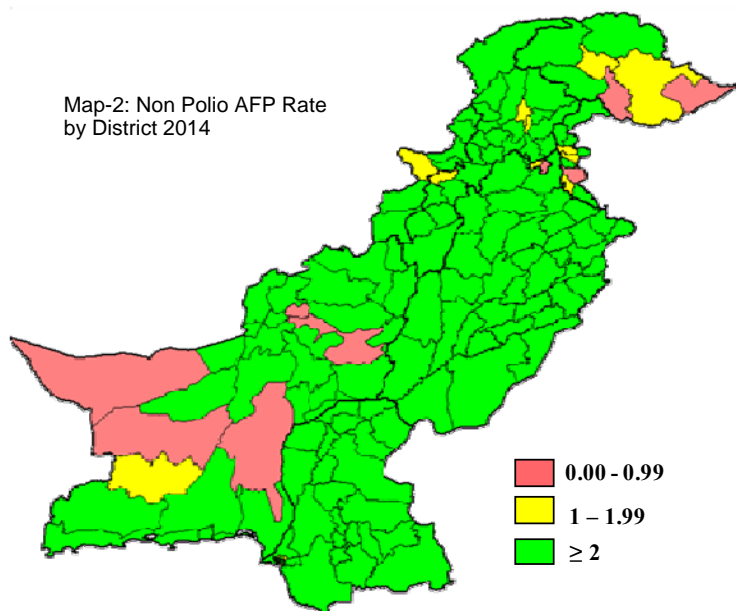 Map-2: Non Polio AFP Rate
by District 2014
0.00 - 0.99
1 – 1.99
≥ 2